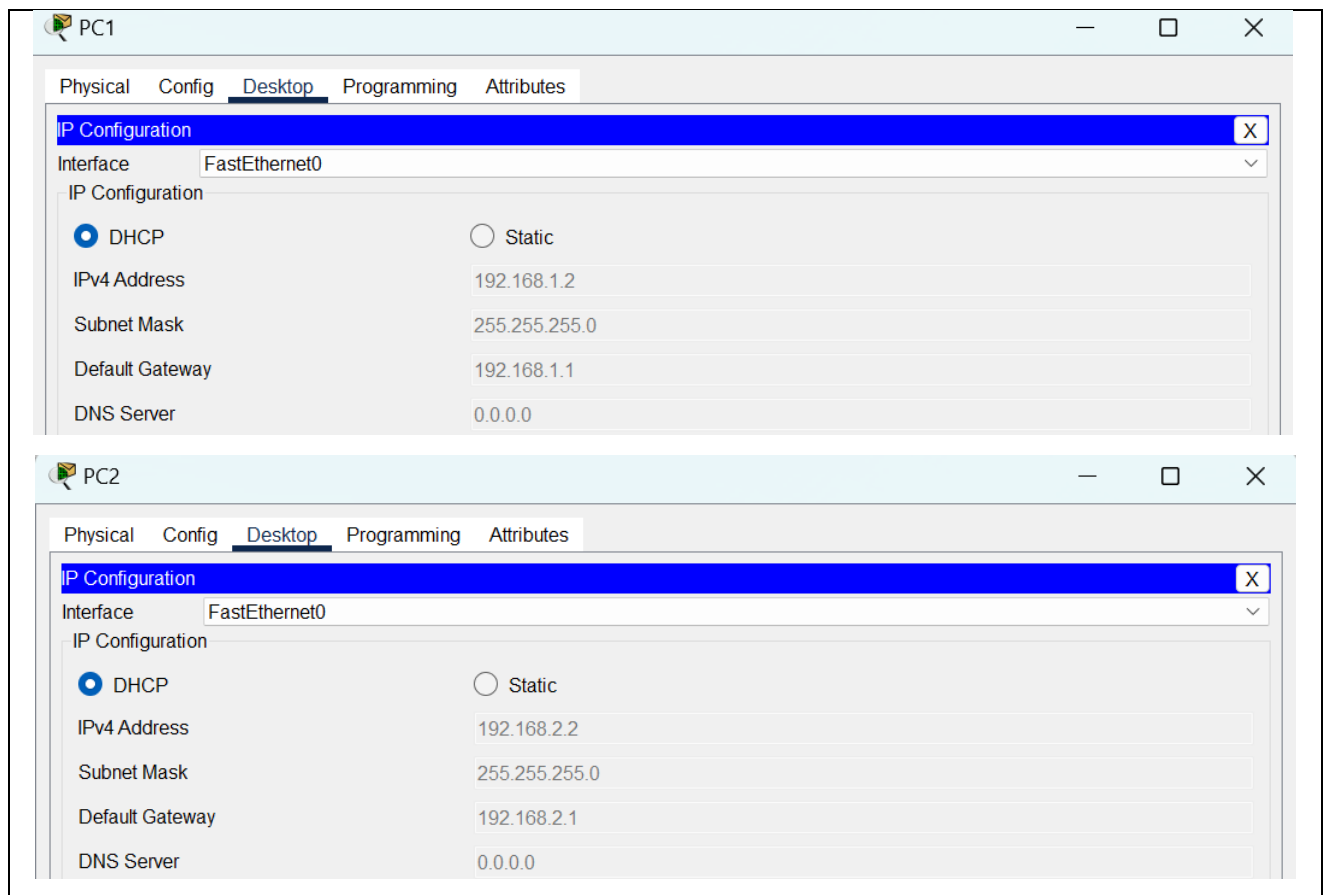 PC1
Physical Config Desktop Programming Attributes
IP Configuration X
Interface FastEthernet0
IP Configuration
DHCP Static
IPv4 Address 192.168.1.2
Subnet Mask 255.255.255.0
Default Gateway 192.168.1.1
DNS Server 0.0.0.0
PC2
Physical Config Desktop Programming Attributes
IP Configuration X
Interface FastEthernet0
IP Configuration
DHCP Static
IPv4 Address 192.168.2.2
Subnet Mask 255.255.255.0
Default Gateway 192.168.2.1
DNS Server 0.0.0.0